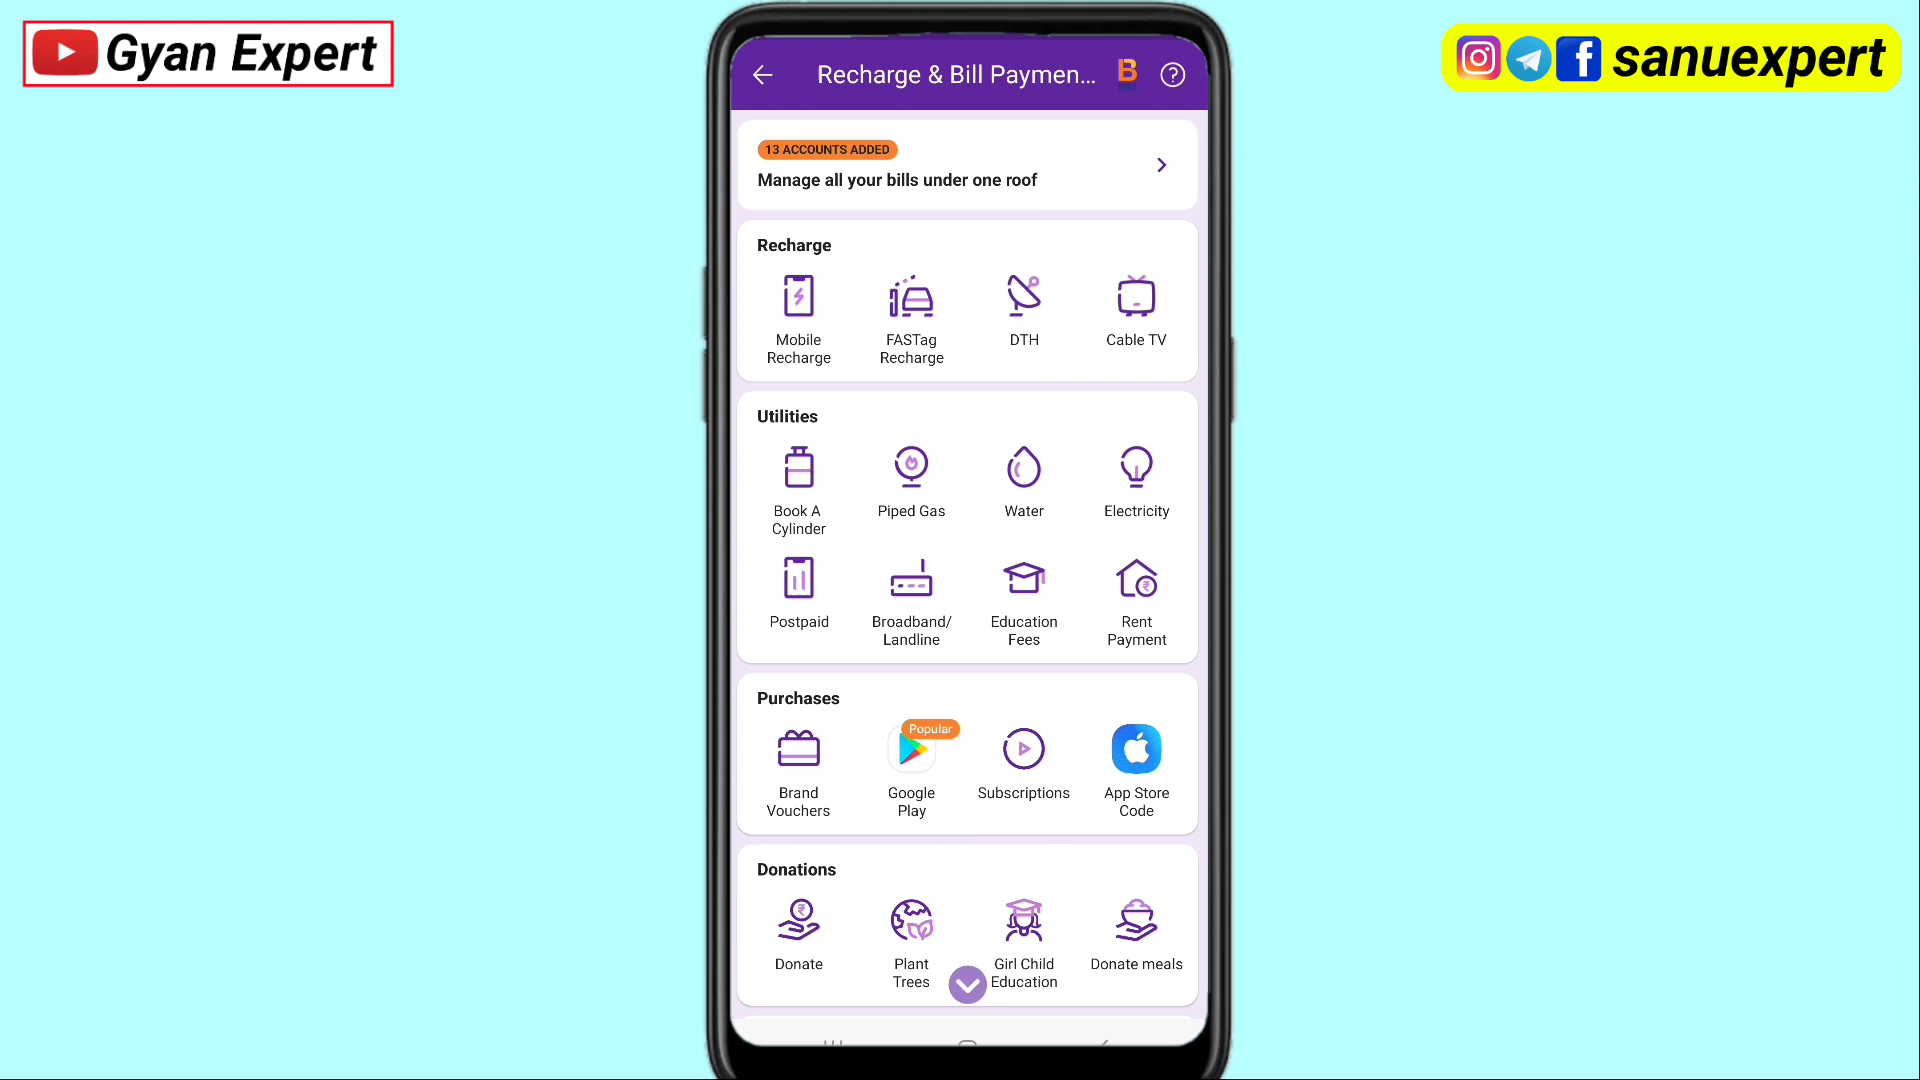 Gyan Expert
sanuexpert
Recharge & Bill Paymen...
13 ACCOUNTS ADDED
Manage all your bills under one roof
Recharge
Mobile
Recharge
FASTag
Recharge
DTH
Cable TV
Utilities
Book A
Cylinder
Piped Gas
Water
Electricity
Postpaid
Broadband/
Landline
Education
Fees
Rent
Payment
Purchases
Brand
Vouchers
Popular
Google
Play
Subscriptions
App Store
Code
Donations
Donate
Plant
Trees
Girl Child
Education
Donate meals